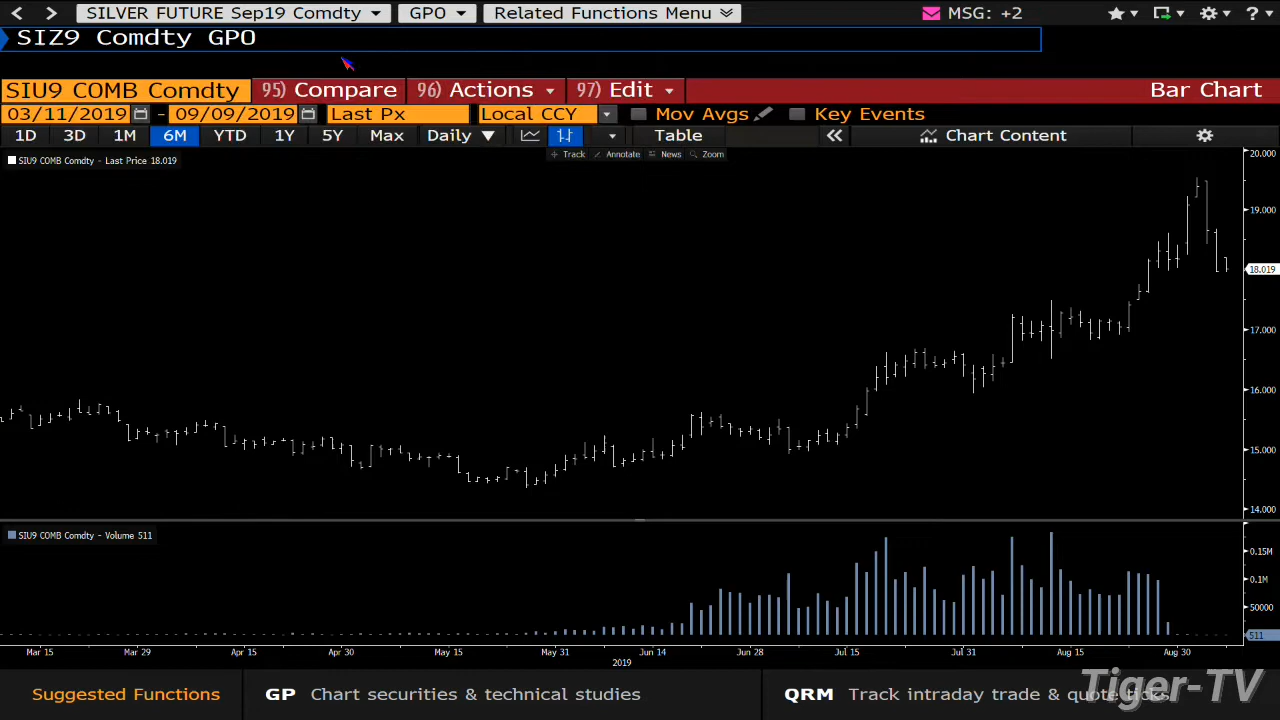 SILVER FUTURE Sep19 Comdty GPO Related Functions Menu MSG: +2 ?
SIZ9 Comdty GPO
SIU9 COMB Comdty 95) Compare 96) Actions 97) Edit Bar Chart
03/11/2019 - 09/09/2019 Last Px Local CCY Mov Avgs Key Events
1D 3D 1M 6M YTD 1Y 5Y Max Daily Table Chart Content
Track Annotate News Zoom
SIU9 COMB Comdty - Last Price 18.019
20.000
19.000
18.019
17.000
16.000
15.000
14.000
SIU9 COMB Comdty - Volume 511
0.15M
0.1M
50000
511
Mar 15 Mar 29 Apr 15 Apr 30 May 15 May 31 Jun 14 Jun 28 Jul 15 Jul 31 Aug 15 Aug 30
2019
Suggested Functions GP Chart securities & technical studies QRM Track intraday trade & quote ticks
Tiger-TV